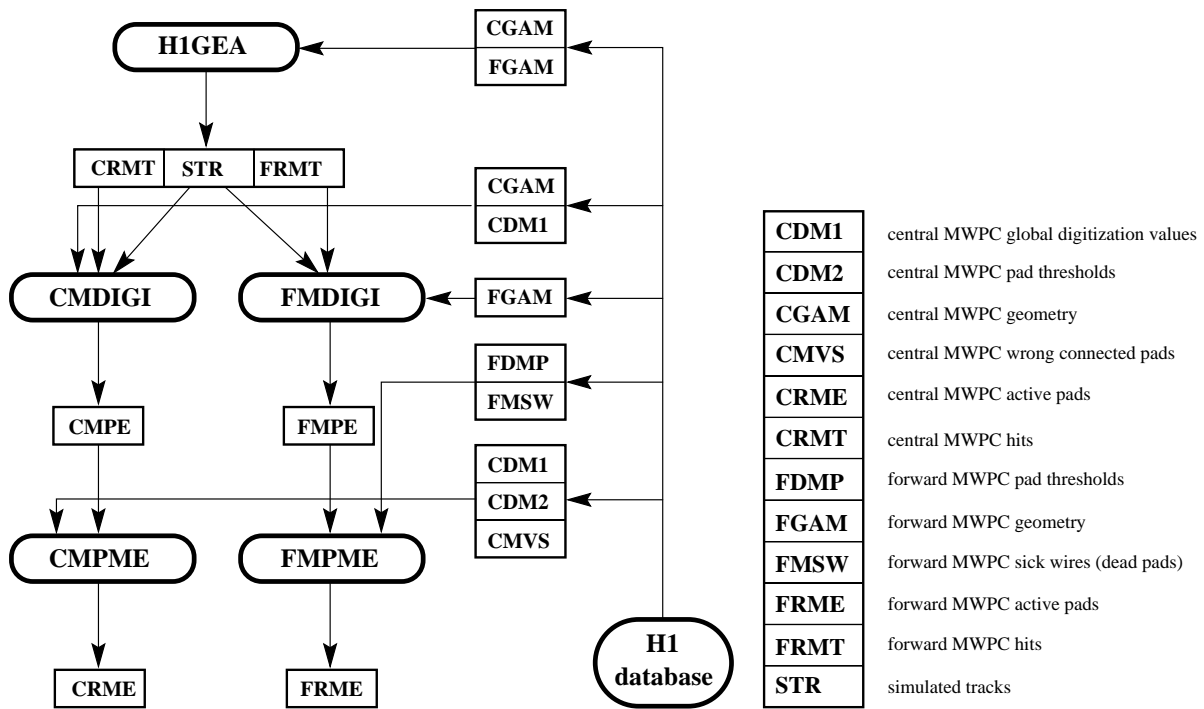 H1GEA
CGAM
FGAM
CRMT STR FRMT
CGAM
CDM1
CMDIGI
FMDIGI
FGAM
FDMP
FMSW
CMPE
FMPE
CDM1
CDM2
CMVS
CMPME
FMPME
CRME
FRME
H1
database
CDM1 central MWPC global digitization values
CDM2 central MWPC pad thresholds
CGAM central MWPC geometry
CMVS central MWPC wrong connected pads
CRME central MWPC active pads
CRMT central MWPC hits
FDMP forward MWPC pad thresholds
FGAM forward MWPC geometry
FMSW forward MWPC sick wires (dead pads)
FRME forward MWPC active pads
FRMT forward MWPC hits
STR simulated tracks